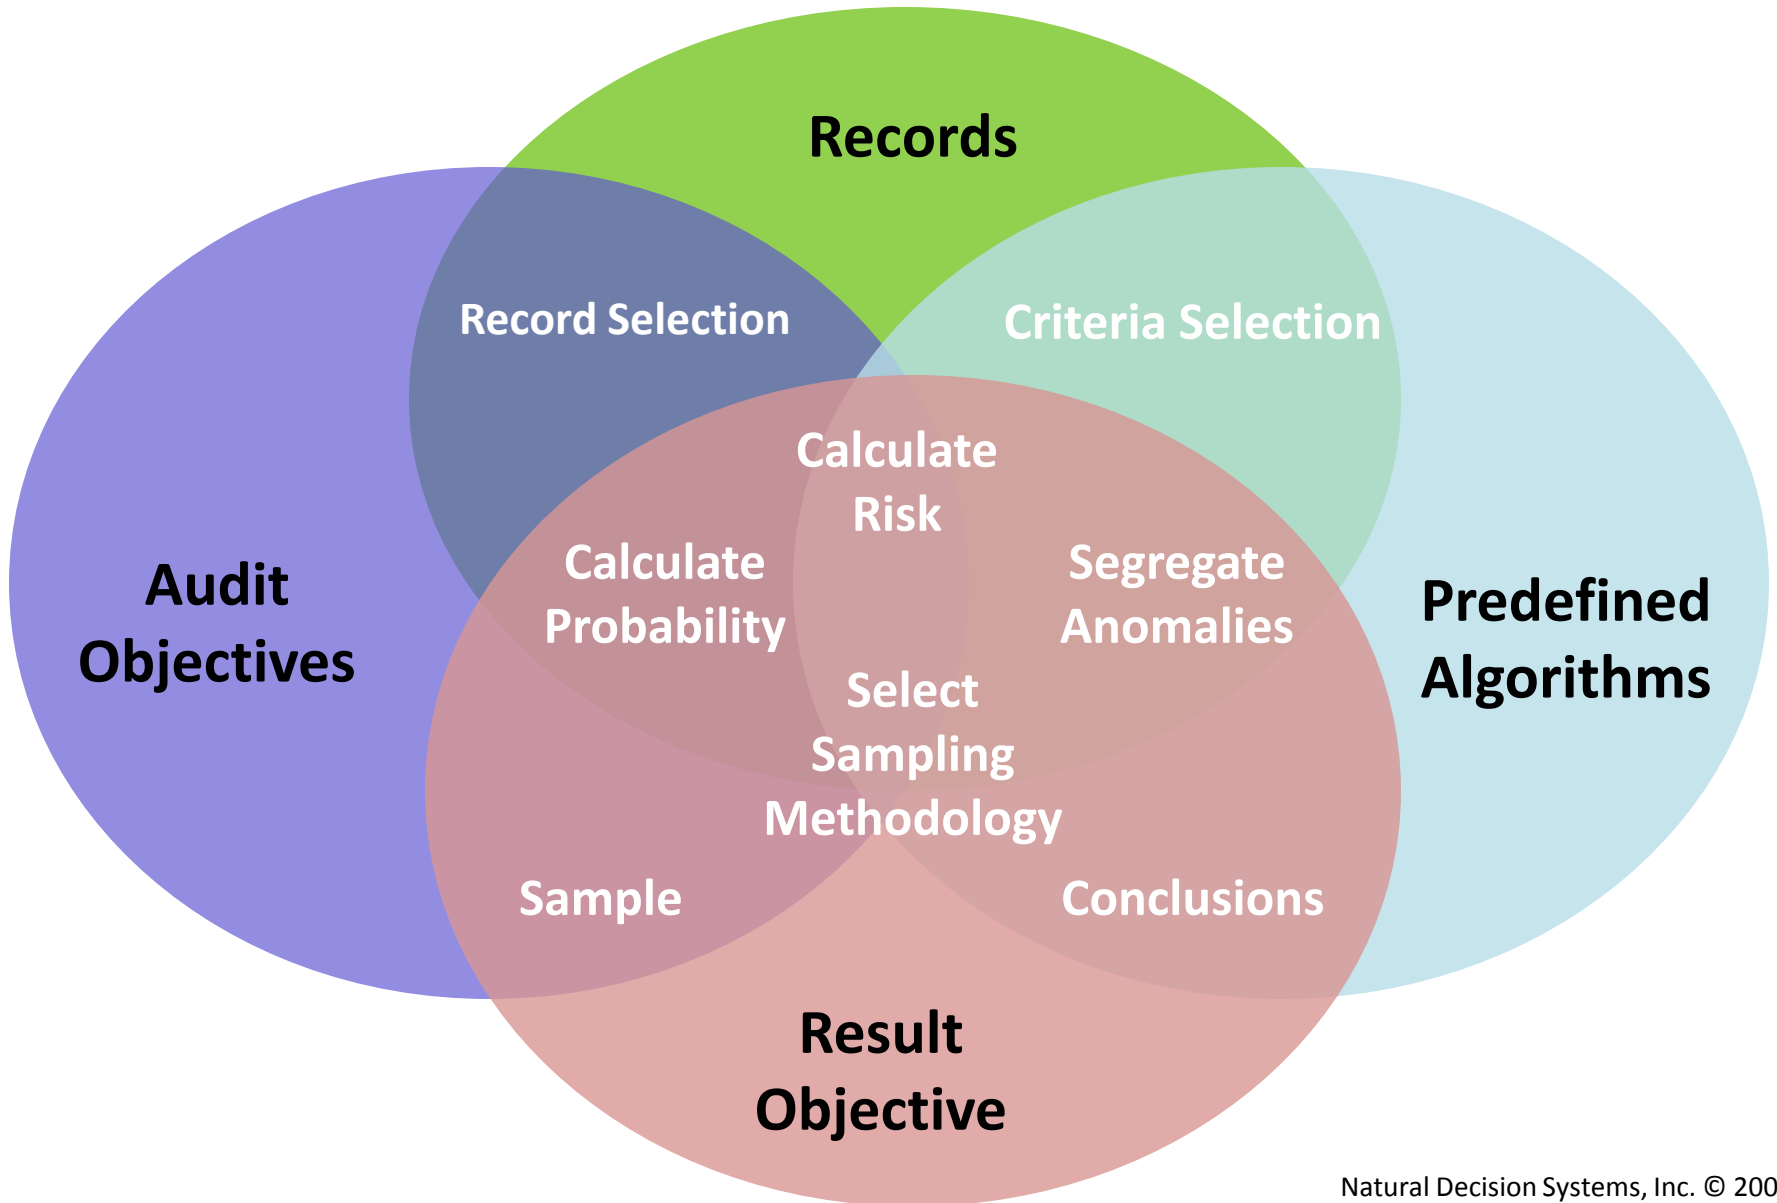 Records
Record Selection
Criteria Selection
Calculate
Risk
Calculate
Probability
Segregate
Anomalies
Audit
Objectives
Predefined
Algorithms
Select
Sampling
Methodology
Sample
Conclusions
Result
Objective
Natural Decision Systems, Inc. © 200